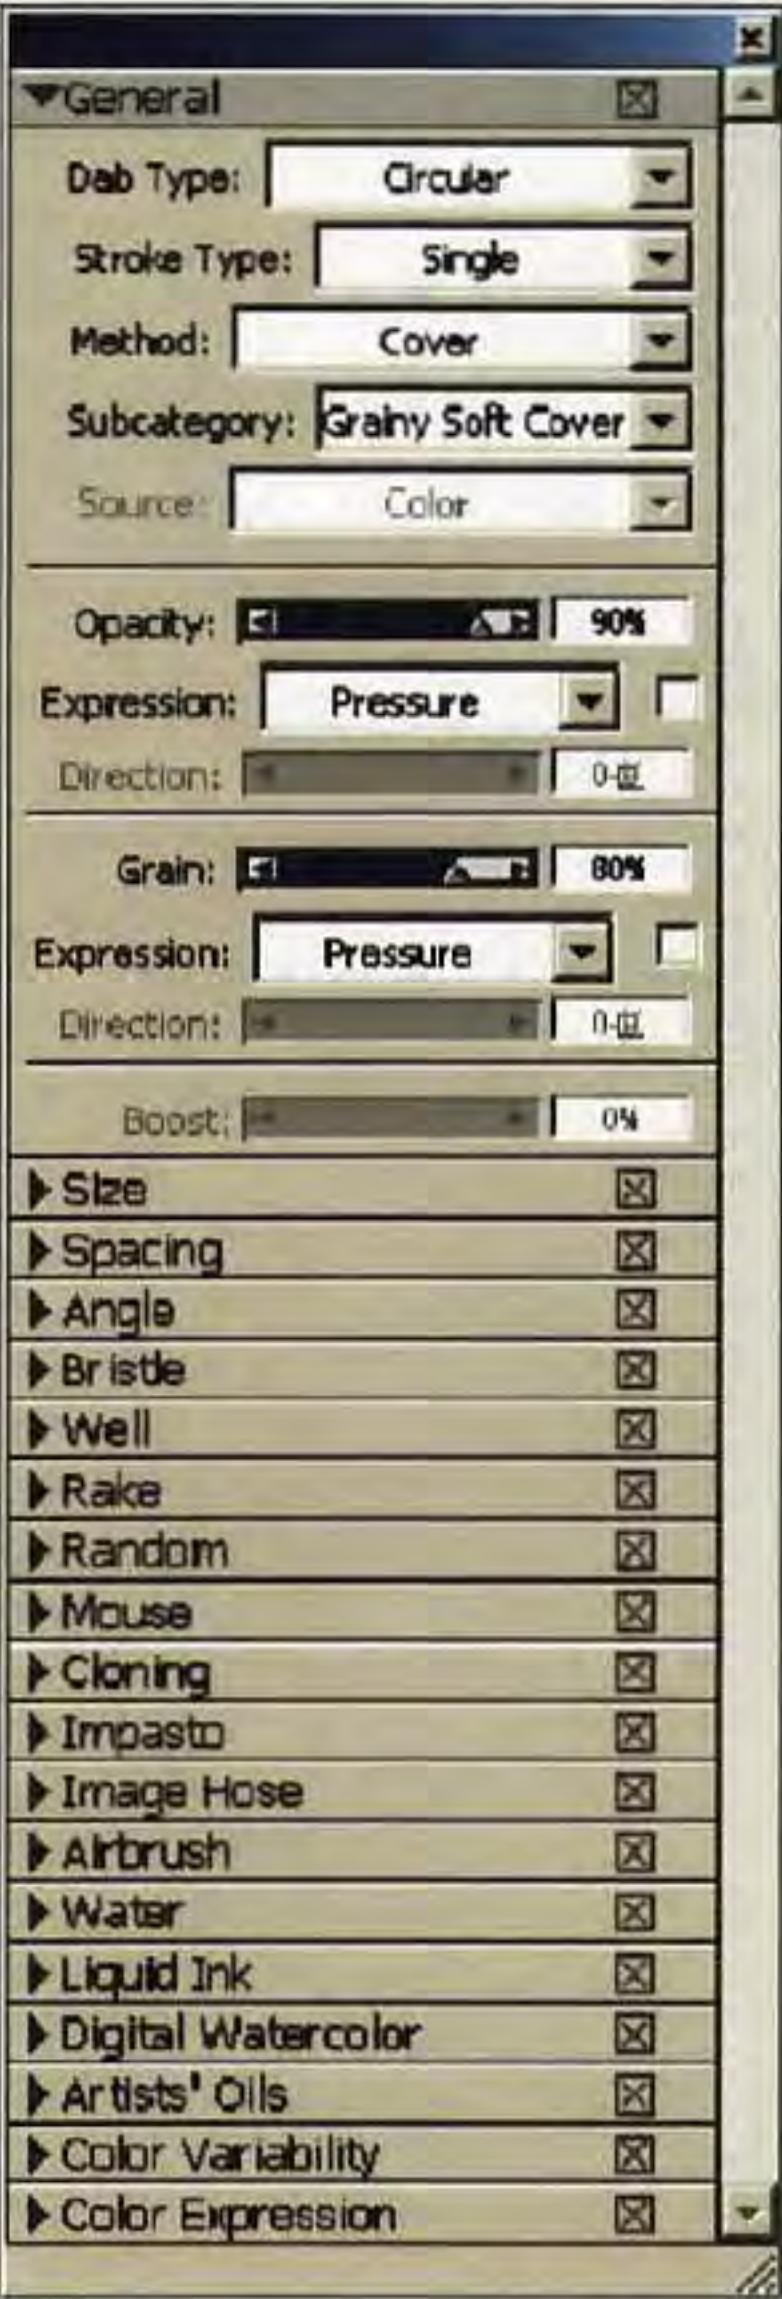 General
Dab Type: Circular
Stroke Type: Single
Method: Cover
Subcategory: Grainy Soft Cover
Source: Color
Opacity: 90%
Expression: Pressure
Direction:
Grain: 80%
Expression: Pressure
Direction:
Boost: 0%
Size
Spacing
Angle
Bristle
Well
Rake
Random
Mouse
Cloning
Impasto
Image Hose
Airbrush
Water
Liquid Ink
Digital Watercolor
Artists' Oils
Color Variability
Color Expression